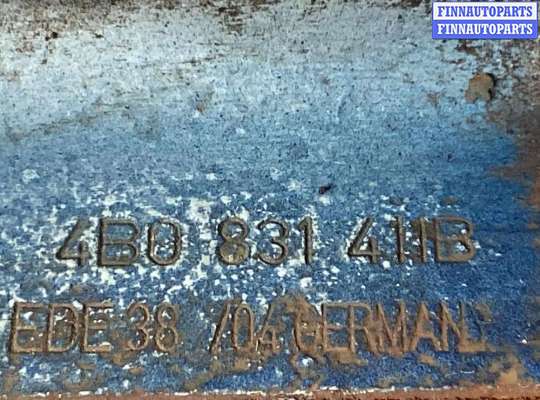 FINNAUTOPARTS
FINNAUTOPARTS
4B0 831 411B
EDE 38 /04 GERMANY